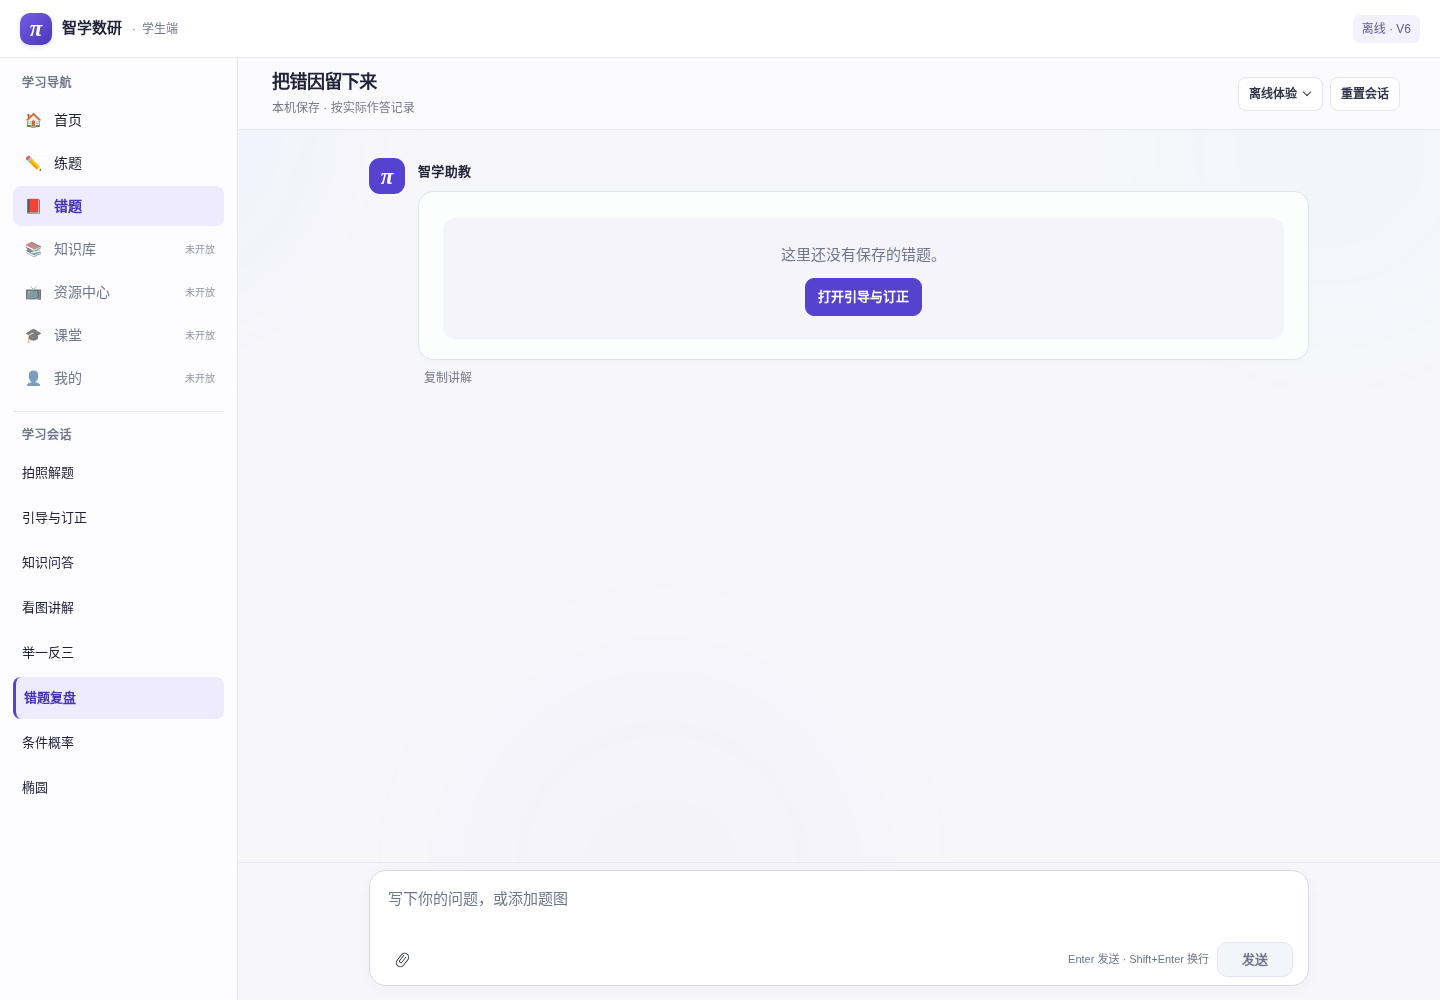 π 智学数研 · 学生端
离线 · V6
学习导航
首页
练题
错题
知识库 未开放
资源中心 未开放
课堂 未开放
我的 未开放
学习会话
拍照解题
引导与订正
知识问答
看图讲解
举一反三
错题复盘
条件概率
椭圆
把错因留下来
本机保存 · 按实际作答记录
离线体验
重置会话
π 智学助教
这里还没有保存的错题。
打开引导与订正
复制讲解
写下你的问题，或添加题图
Enter 发送 · Shift+Enter 换行
发送